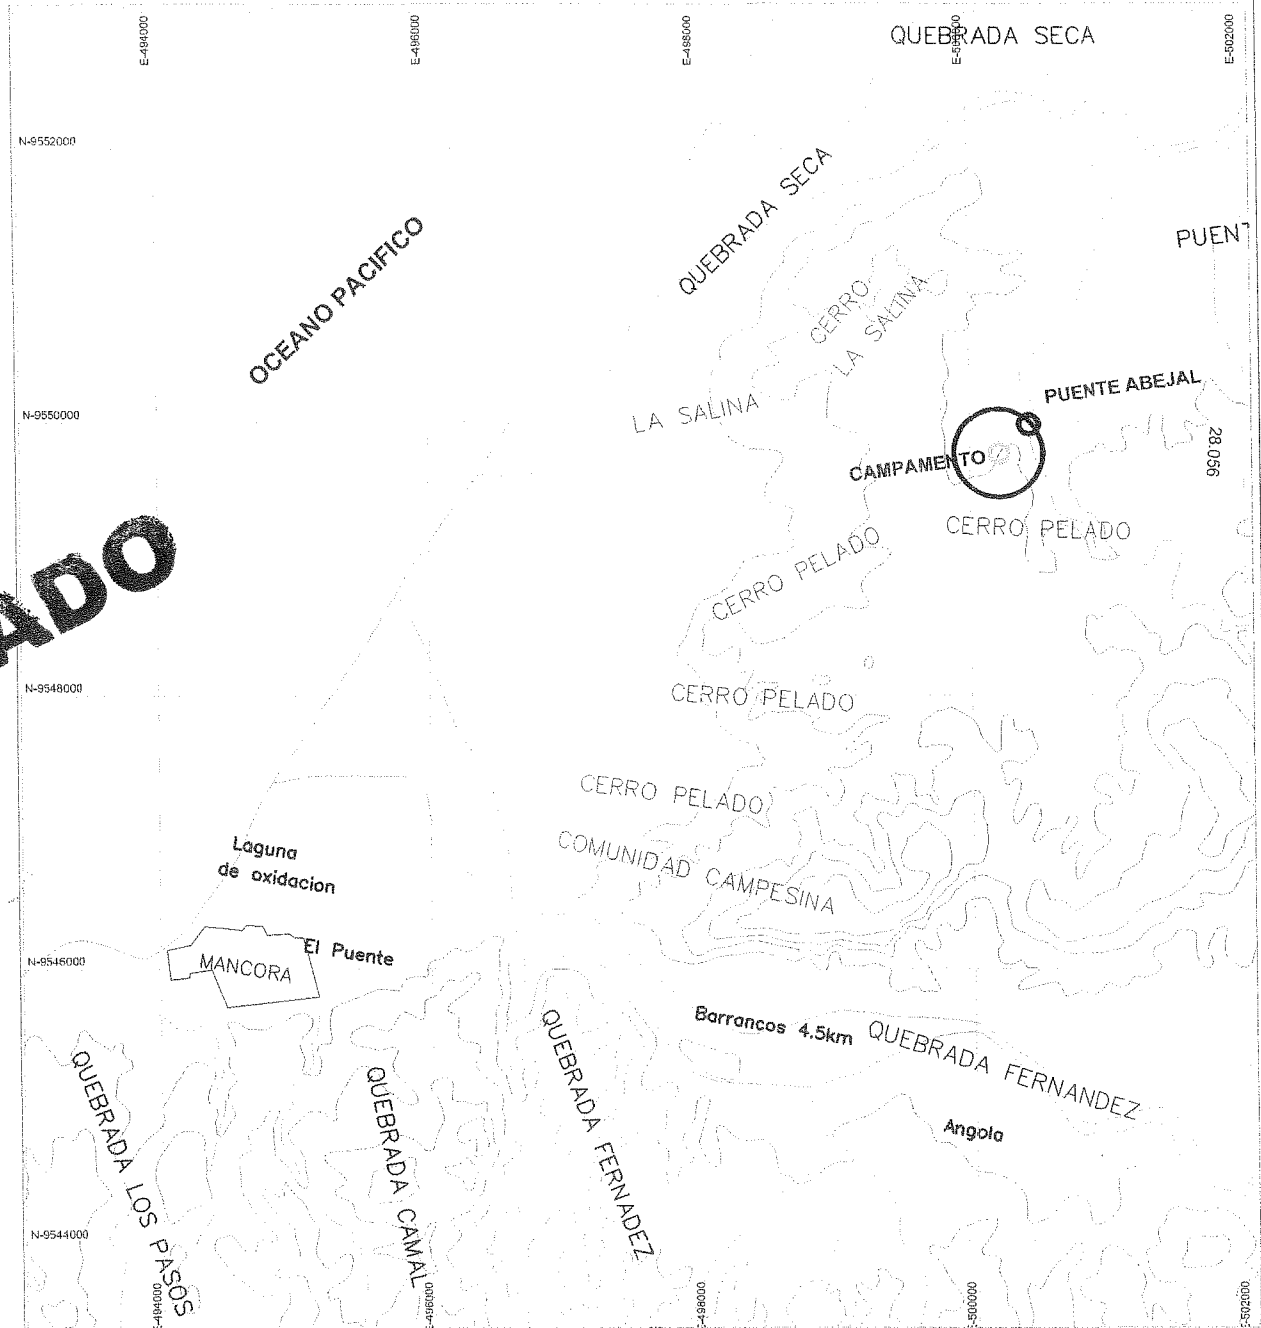 E-494000
E-496000
E-498000
E-500000
E-502000
QUEBRADA SECA
N-9552000
QUEBRADA SECA
OCEANO PACIFICO
PUENT
CERRO
LA SALINA
PUENTE ABEJAL
LA SALINA
N-9550000
28.056
CAMPAMENTO
CERRO PELADO
ADO
CERRO PELADO
N-9548000
CERRO PELADO
CERRO PELADO
Laguna
de oxidacion
COMUNIDAD CAMPESINA
El Puente
N-9546000
MANCORA
Barrancos 4.5km
QUEBRADA FERNANDEZ
QUEBRADA LOS PASOS
QUEBRADA CAMAL
QUEBRADA FERNADEZ
Angola
N-9544000
E-494000
E-496000
E-498000
E-500000
E-502000